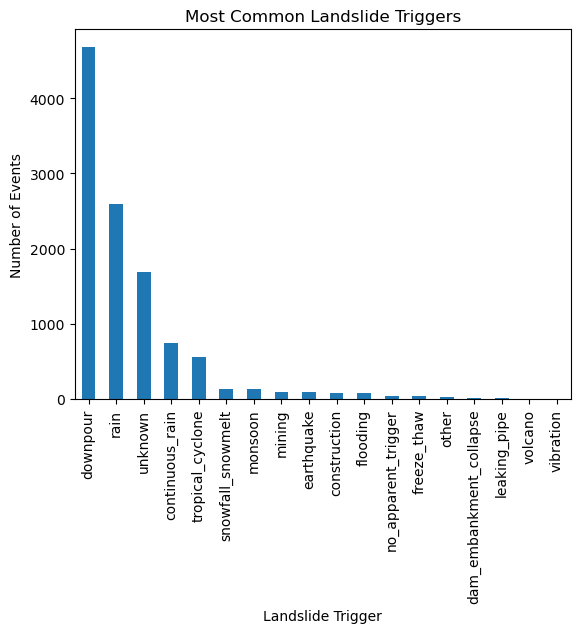 Most Common Landslide Triggers
Number of Events
4000
3000
2000
1000
0
downpour
rain
unknown
continuous_rain
tropical_cyclone
snowfall_snowmelt
monsoon
mining
earthquake
construction
flooding
no_apparent_trigger
freeze_thaw
other
dam_embankment_collapse
leaking_pipe
volcano
vibration
Landslide Trigger